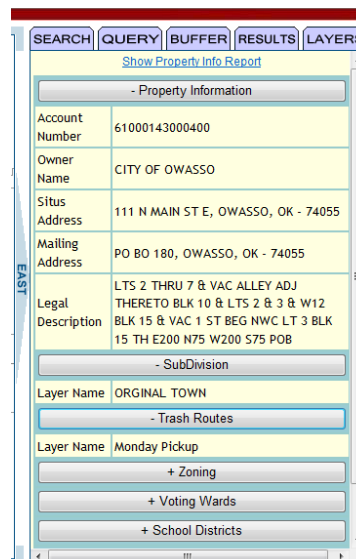 SEARCH QUERY BUFFER RESULTS LAYERS
Show Property Info Report
- Property Information
Account
Number
61000143000400
Owner
Name
CITY OF OWASSO
Situs
Address
111 N MAIN ST E, OWASSO, OK - 74055
Mailing
Address
PO BO 180, OWASSO, OK - 74055
EAST
Legal
Description
LTS 2 THRU 7 & VAC ALLEY ADJ
THERETO BLK 10 & LTS 2 & 3 & W12
BLK 15 & VAC 1 ST BEG NWC LT 3 BLK
15 TH E200 N75 W200 S75 POB
- SubDivision
Layer Name ORGINAL TOWN
- Trash Routes
Layer Name Monday Pickup
+ Zoning
+ Voting Wards
+ School Districts